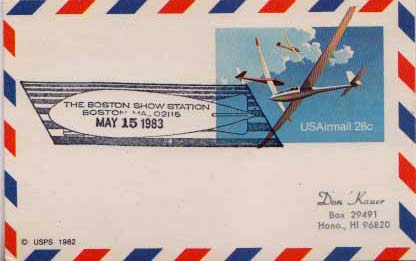 THE BOSTON SHOW STATION
BOSTON MA, 02116
MAY 15 1983
USAirmail 28c
Don Kauer
Box 29491
Hono., HI 96820
© USPS 1982